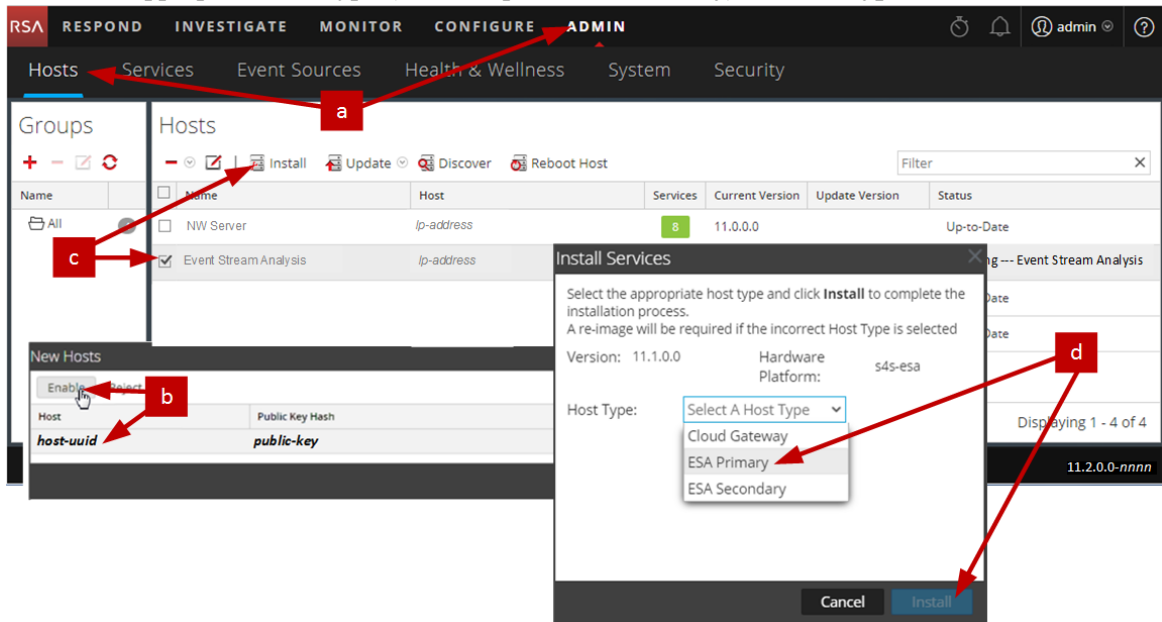 RSA RESPOND INVESTIGATE MONITOR CONFIGURE ADMIN admin ?
Hosts Services Event Sources Health & Wellness System Security
a
Groups
Hosts
Install Update Discover Reboot Host Filter X
Name
Name Host Services Current Version Update Version Status
All
NW Server Ip-address 8 11.0.0.0 Up-to-Date
c
Event Stream Analysis Ip-address --- Event Stream Analysis
Install Services
Select the appropriate host type and click Install to complete the
installation process.
A re-image will be required if the incorrect Host Type is selected
Version: 11.1.0.0 Hardware
Platform: s4s-esa
d
Host Type: Select A Host Type
Cloud Gateway
ESA Primary
ESA Secondary
Cancel Install
New Hosts
Enable Reject
b
Host Public Key Hash
host-uuid public-key
Displaying 1 - 4 of 4
11.2.0.0-nnnn